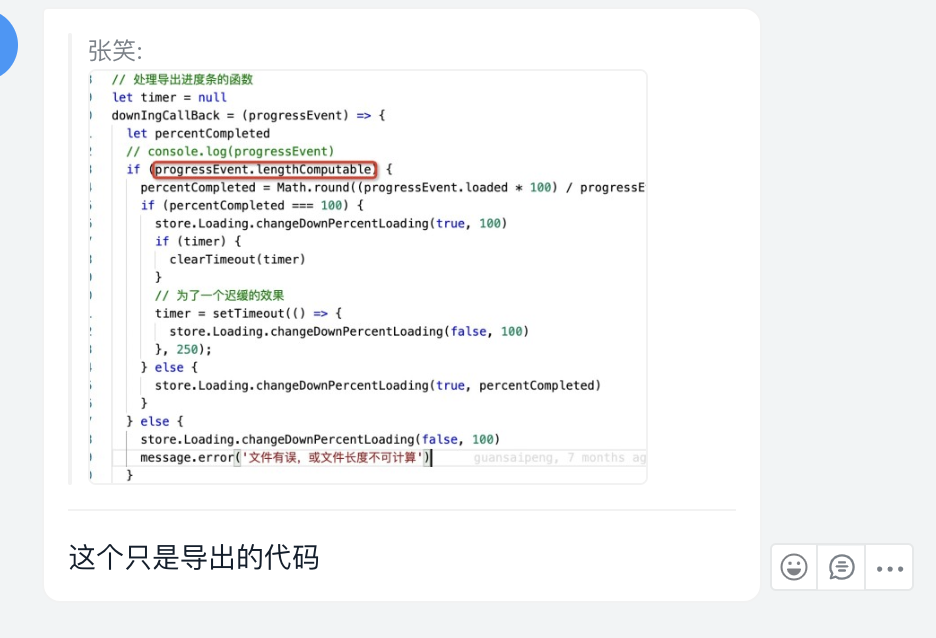 张笑:
// 处理导出进度条的函数
let timer = null
downIngCallBack = (progressEvent) => {
let percentCompleted
// console.log(progressEvent)
if (progressEvent.lengthComputable) {
percentCompleted = Math.round((progressEvent.loaded * 100) / progressE
if (percentCompleted === 100) {
store.Loading.changeDownPercentLoading(true, 100)
if (timer) {
clearTimeout(timer)
}
// 为了一个迟缓的效果
timer = setTimeout(() => {
store.Loading.changeDownPercentLoading(false, 100)
}, 250);
} else {
store.Loading.changeDownPercentLoading(true, percentCompleted)
}
} else {
store.Loading.changeDownPercentLoading(false, 100)
message.error('文件有误，或文件长度不可计算') guansaipeng, 7 months ag
}
这个只是导出的代码